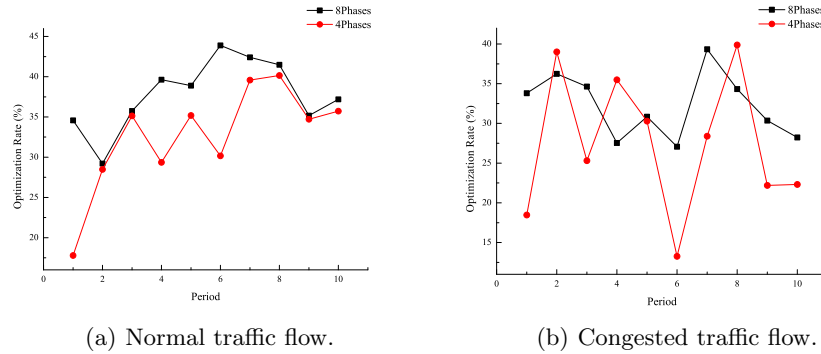 8Phases
4Phases
45
40
35
30
25
20
Optimization Rate (%)
0 2 4 6 8 10
Period
(a) Normal traffic flow.
8Phases
4Phases
40
35
30
25
20
15
Optimization Rate (%)
0 2 4 6 8 10
Period
(b) Congested traffic flow.